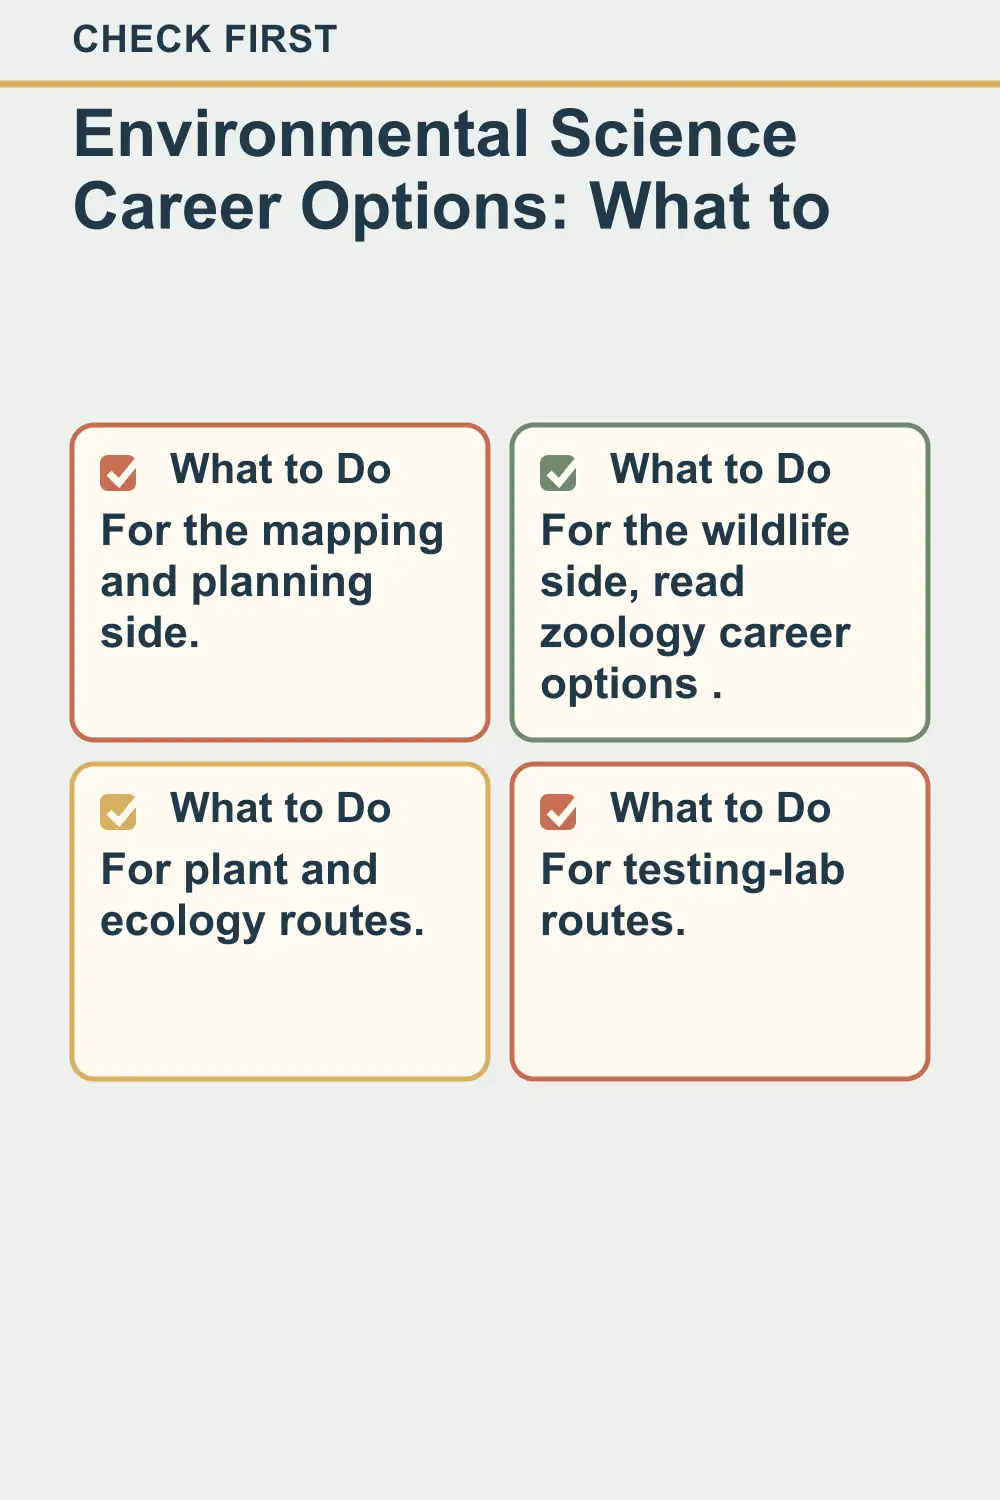 CHECK FIRST
Environmental Science
Career Options: What to
What to Do
For the mapping
and planning
side.
What to Do
For the wildlife
side, read
zoology career
options .
What to Do
For plant and
ecology routes.
What to Do
For testing-lab
routes.